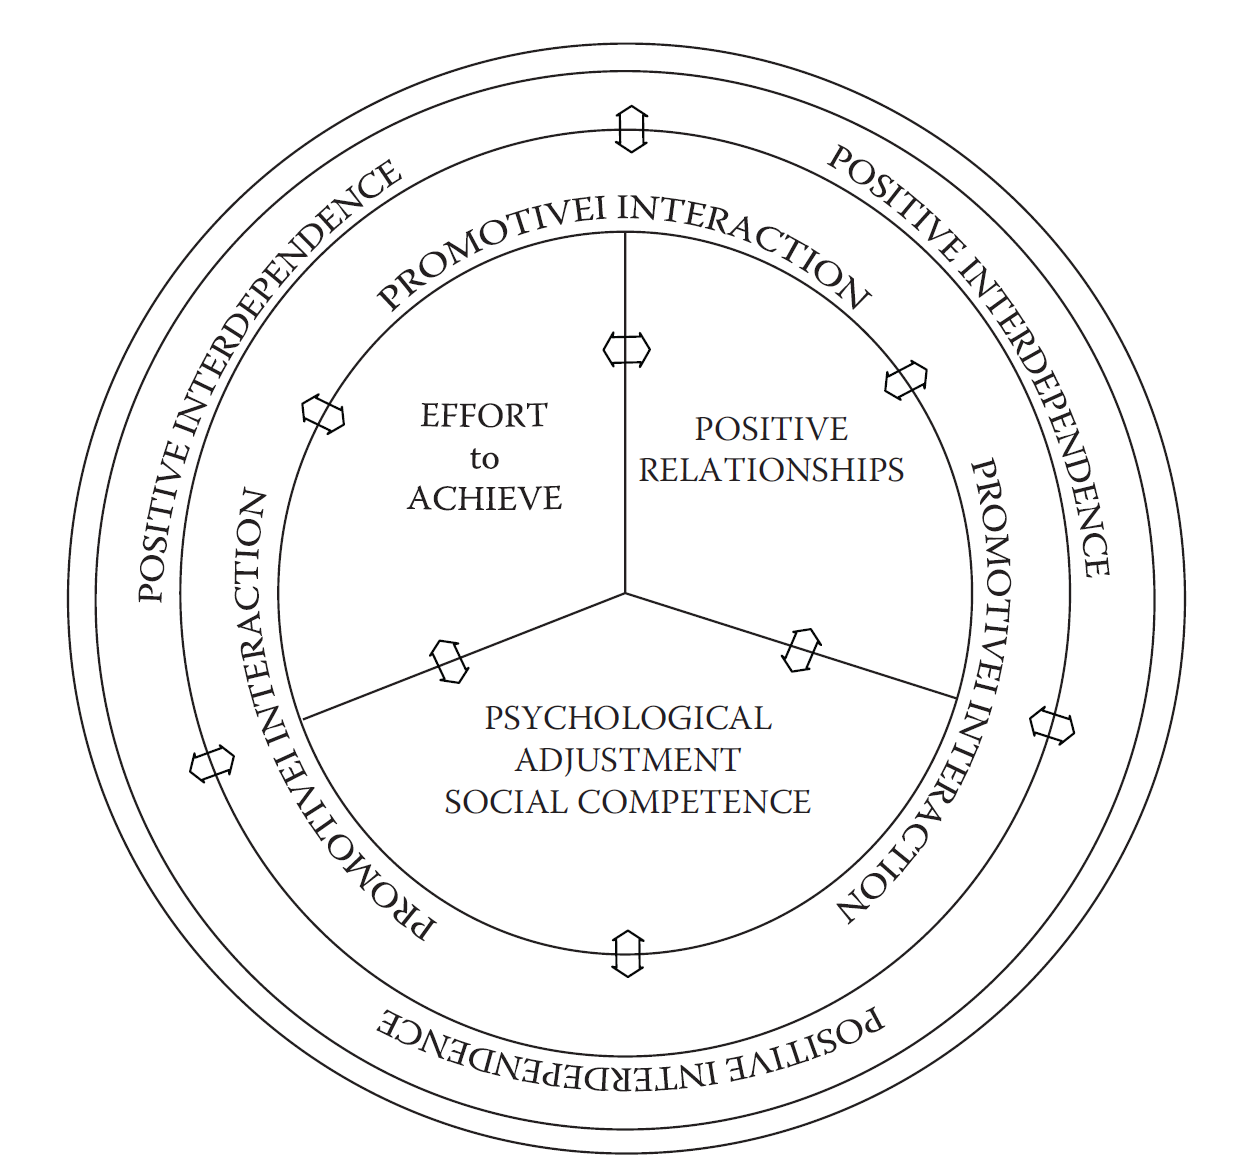 POSITIVE INTERDEPENDENCE
POSITIVE INTERDEPENDENCE
PROMOTIVEI INTERACTION
EFFORT
to
ACHIEVE
POSITIVE
RELATIONSHIPS
PROMOTIVEI INTERACTION
PROMOTIVEI INTERACTION
PSYCHOLOGICAL
ADJUSTMENT
SOCIAL COMPETENCE
POSITIVE INTERDEPENDENCE